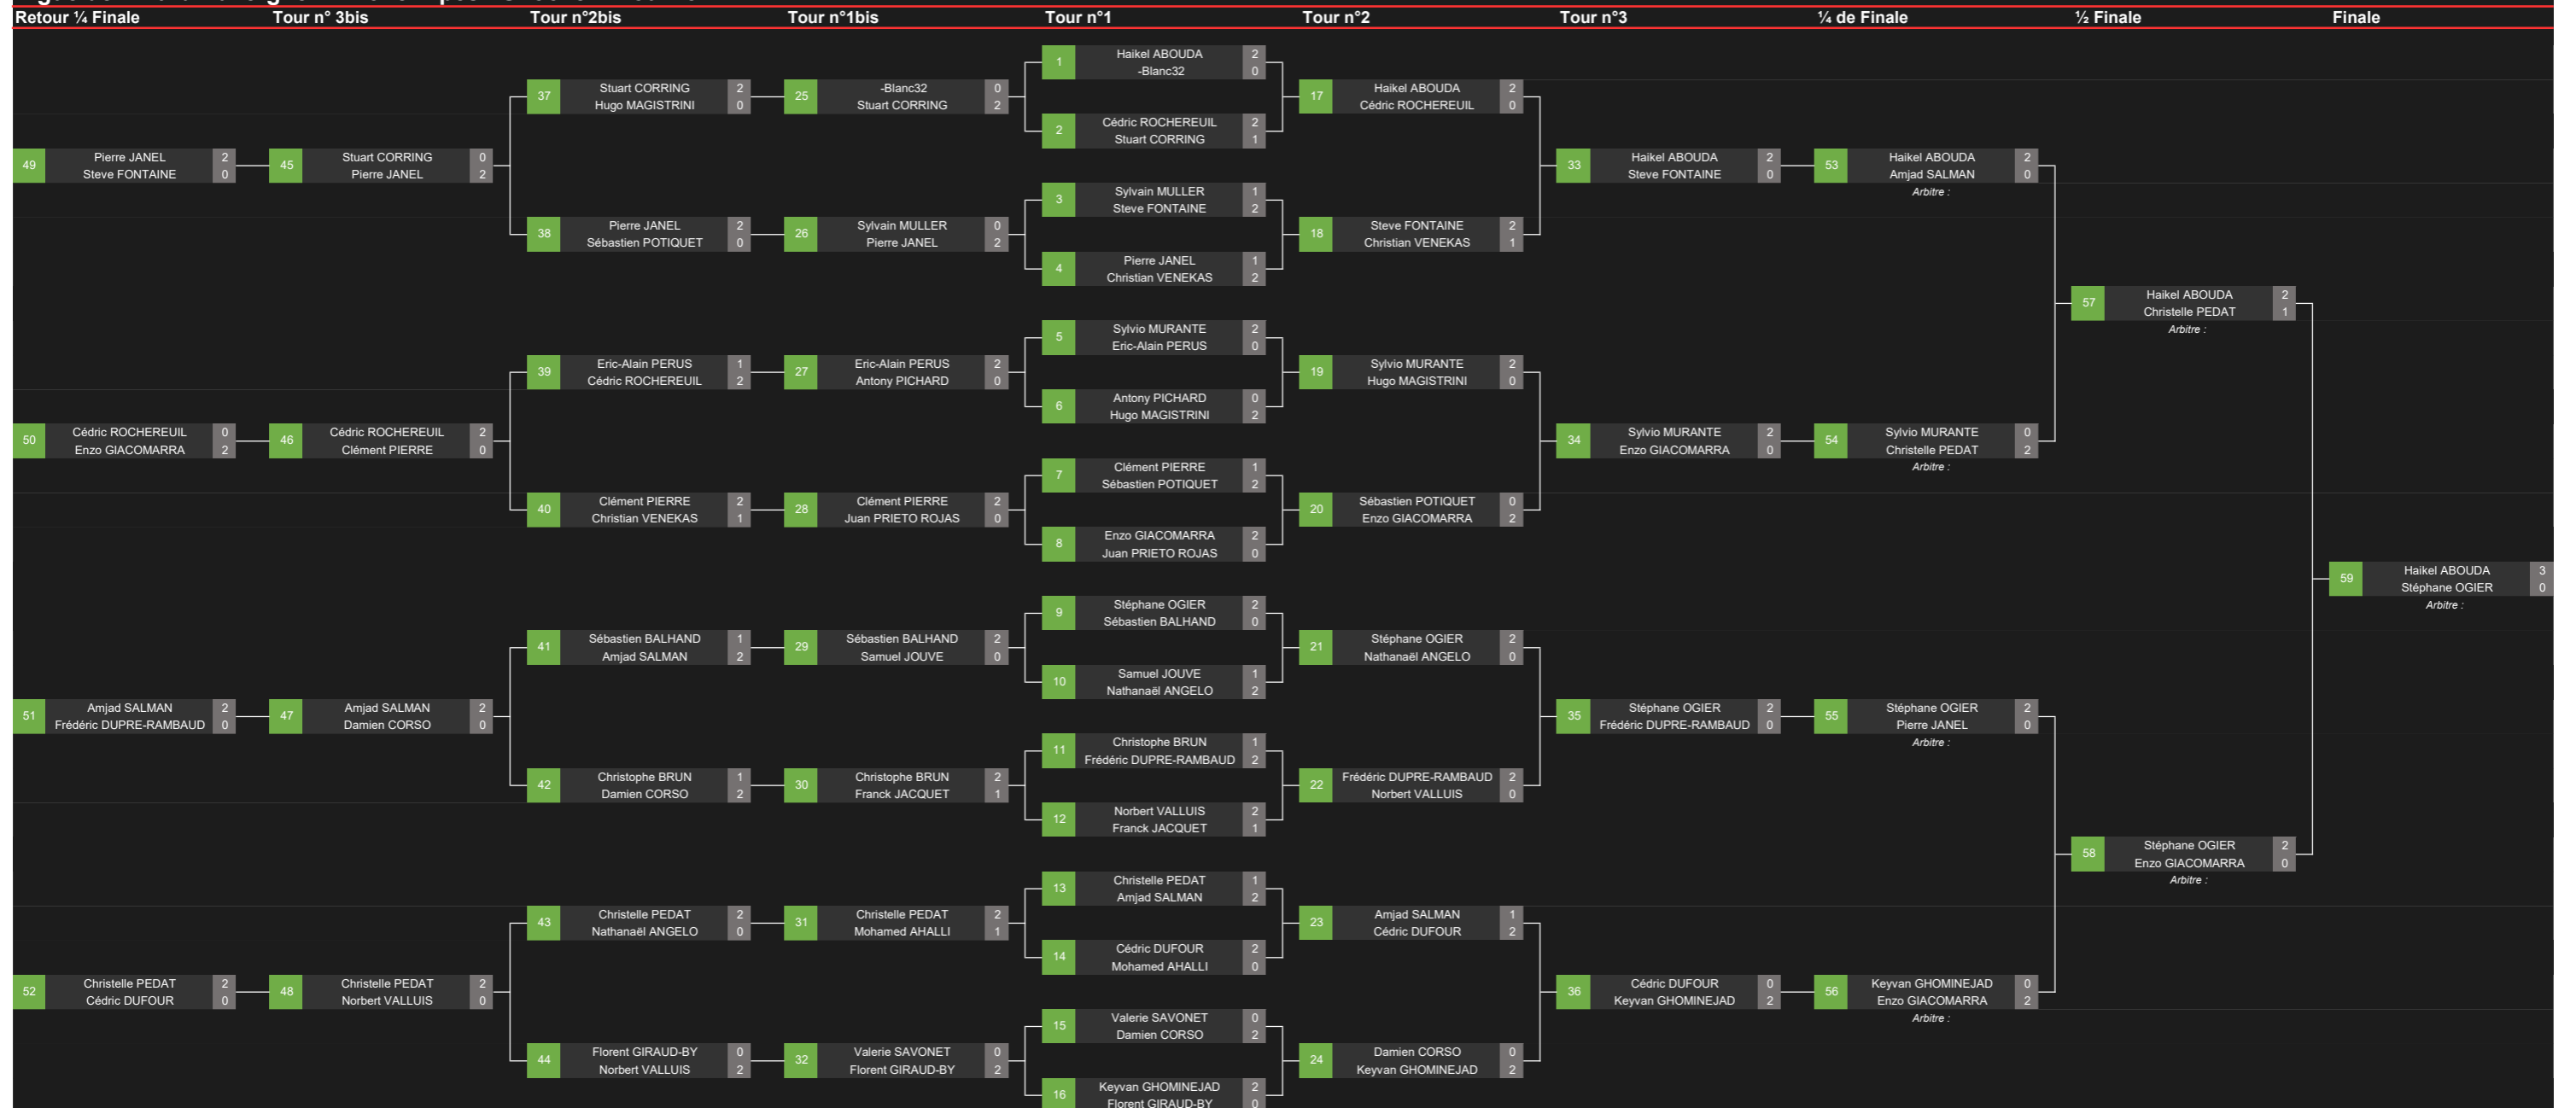 Retour ¼ Finale Tour n° 3bis Tour n°2bis Tour n°1bis Tour n°1 Tour n°2 Tour n°3 ¼ de Finale ½ Finale Finale
1 Haikel ABOUDA 2
-Blanc32 0
37 Stuart CORRING 2
Hugo MAGISTRINI 0
25 -Blanc32 0
Stuart CORRING 2
17 Haikel ABOUDA 2
Cédric ROCHEREUIL 0
2 Cédric ROCHEREUIL 2
Stuart CORRING 1
49 Pierre JANEL 2
Steve FONTAINE 0
45 Stuart CORRING 0
Pierre JANEL 2
33 Haikel ABOUDA 2
Steve FONTAINE 0
53 Haikel ABOUDA 2
Amjad SALMAN 0
Arbitre :
3 Sylvain MULLER 1
Steve FONTAINE 2
38 Pierre JANEL 2
Sébastien POTIQUET 0
26 Sylvain MULLER 0
Pierre JANEL 2
18 Steve FONTAINE 2
Christian VENEKAS 1
4 Pierre JANEL 1
Christian VENEKAS 2
57 Haikel ABOUDA 2
Christelle PEDAT 1
Arbitre :
5 Sylvio MURANTE 2
Eric-Alain PERUS 0
39 Eric-Alain PERUS 1
Cédric ROCHEREUIL 2
27 Eric-Alain PERUS 2
Antony PICHARD 0
19 Sylvio MURANTE 2
Hugo MAGISTRINI 0
6 Antony PICHARD 0
Hugo MAGISTRINI 2
50 Cédric ROCHEREUIL 0
Enzo GIACOMARRA 2
46 Cédric ROCHEREUIL 2
Clément PIERRE 0
34 Sylvio MURANTE 2
Enzo GIACOMARRA 0
54 Sylvio MURANTE 0
Christelle PEDAT 2
Arbitre :
7 Clément PIERRE 1
Sébastien POTIQUET 2
40 Clément PIERRE 2
Christian VENEKAS 1
28 Clément PIERRE 2
Juan PRIETO ROJAS 0
20 Sébastien POTIQUET 0
Enzo GIACOMARRA 2
8 Enzo GIACOMARRA 2
Juan PRIETO ROJAS 0
59 Haikel ABOUDA 3
Stéphane OGIER 0
Arbitre :
9 Stéphane OGIER 2
Sébastien BALHAND 0
41 Sébastien BALHAND 1
Amjad SALMAN 2
29 Sébastien BALHAND 2
Samuel JOUVE 0
21 Stéphane OGIER 2
Nathanaël ANGELO 0
10 Samuel JOUVE 1
Nathanaël ANGELO 2
51 Amjad SALMAN 2
Frédéric DUPRE-RAMBAUD 0
47 Amjad SALMAN 2
Damien CORSO 0
35 Stéphane OGIER 2
Frédéric DUPRE-RAMBAUD 0
55 Stéphane OGIER 2
Pierre JANEL 0
Arbitre :
11 Christophe BRUN 1
Frédéric DUPRE-RAMBAUD 2
42 Christophe BRUN 1
Damien CORSO 2
30 Christophe BRUN 2
Franck JACQUET 1
22 Frédéric DUPRE-RAMBAUD 2
Norbert VALLUIS 0
12 Norbert VALLUIS 2
Franck JACQUET 1
58 Stéphane OGIER 2
Enzo GIACOMARRA 0
Arbitre :
13 Christelle PEDAT 1
Amjad SALMAN 2
43 Christelle PEDAT 2
Nathanaël ANGELO 0
31 Christelle PEDAT 2
Mohamed AHALLI 1
23 Amjad SALMAN 1
Cédric DUFOUR 2
14 Cédric DUFOUR 2
Mohamed AHALLI 0
52 Christelle PEDAT 2
Cédric DUFOUR 0
48 Christelle PEDAT 2
Norbert VALLUIS 0
36 Cédric DUFOUR 0
Keyvan GHOMINEJAD 2
56 Keyvan GHOMINEJAD 0
Enzo GIACOMARRA 2
Arbitre :
15 Valerie SAVONET 0
Damien CORSO 2
44 Florent GIRAUD-BY 0
Norbert VALLUIS 2
32 Valerie SAVONET 0
Florent GIRAUD-BY 2
24 Damien CORSO 0
Keyvan GHOMINEJAD 2
16 Keyvan GHOMINEJAD 2
Florent GIRAUD-BY 0